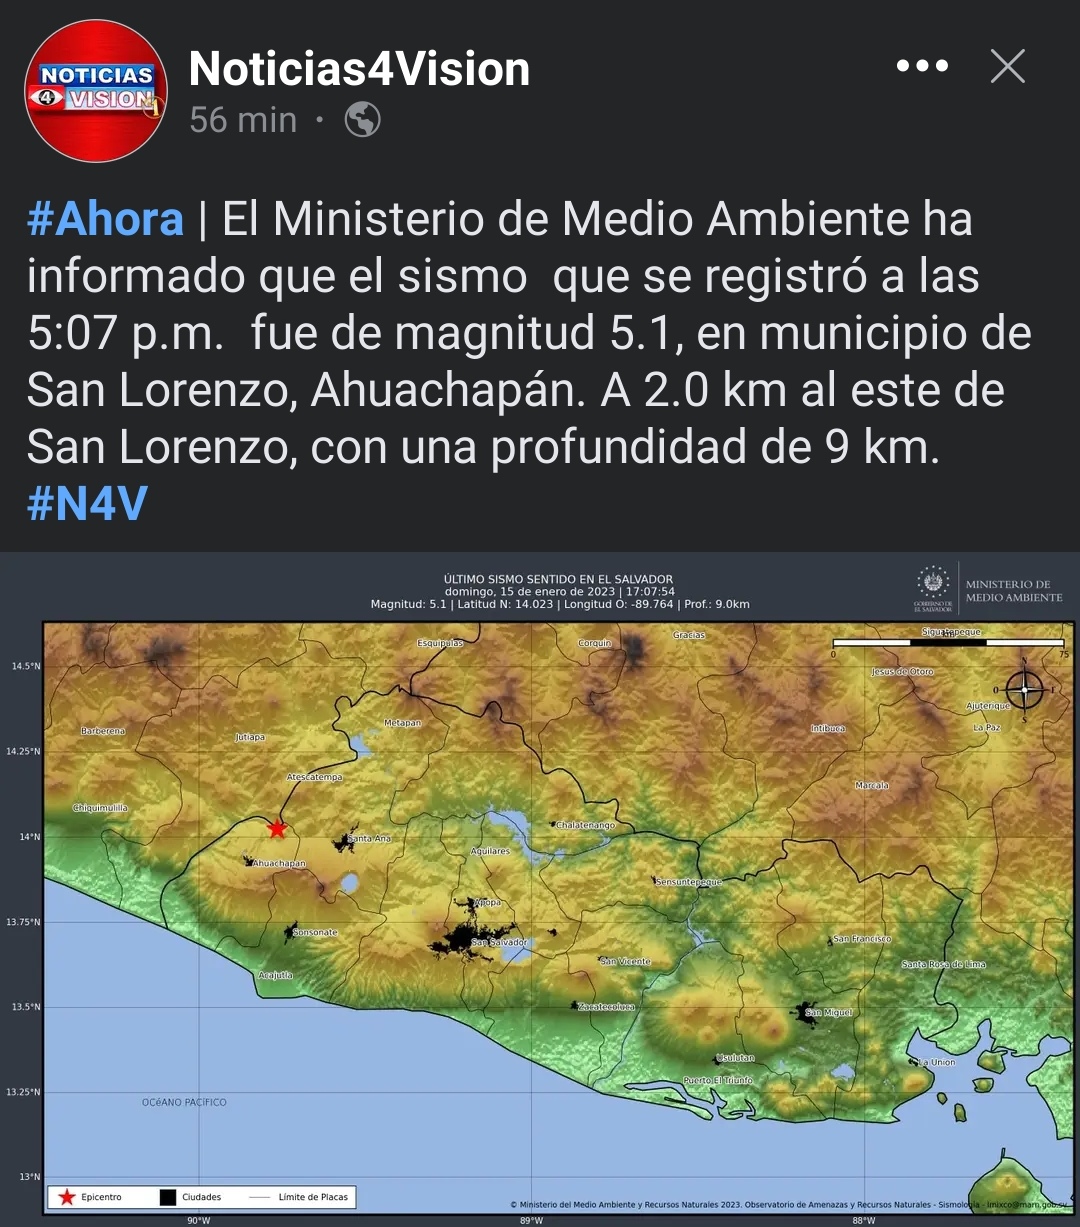 NOTICIAS
4 VISION
Noticias4Vision
56 min ·
#Ahora | El Ministerio de Medio Ambiente ha
informado que el sismo  que se registró a las
5:07 p.m.  fue de magnitud 5.1, en municipio de
San Lorenzo, Ahuachapán. A 2.0 km al este de
San Lorenzo, con una profundidad de 9 km.
#N4V
ÚLTIMO SISMO SENTIDO EN EL SALVADOR
domingo, 15 de enero de 2023 | 17:07:54
Magnitud: 5.1 | Latitud N: 14.023 | Longitud O: -89.764 | Prof.: 9.0km
GOBIERNO DE
EL SALVADOR
MINISTERIO DE
MEDIO AMBIENTE
Esquipulas
Corquin
Gracias
Siguatepeque
0
75
14.5°N
Jesus de Otoro
N
O
S
Ajuterique
La Paz
Barberena
Jutiapa
Metapan
Intibuca
14.25°N
Atescatempa
Marcala
Chiquimulilla
14°N
Santa Ana
Chalatenango
Aguilares
Ahuachapan
Sensuntepeque
Apopa
13.75°N
Sonsonate
San Salvador
San Francisco
San Vicente
Santa Rosa de Lima
Acajutla
13.5°N
Zacatecoluca
San Miguel
Usulutan
La Union
Puerto El Triunfo
13.25°N
OCéANO PACíFICO
13°N
Epicentro
Ciudades
Límite de Placas
© Ministerio del Medio Ambiente y Recursos Naturales 2023. Observatorio de Amenazas y Recursos Naturales - Sismología - lmixco@marn.gob.sv
90°W
89°W
88°W